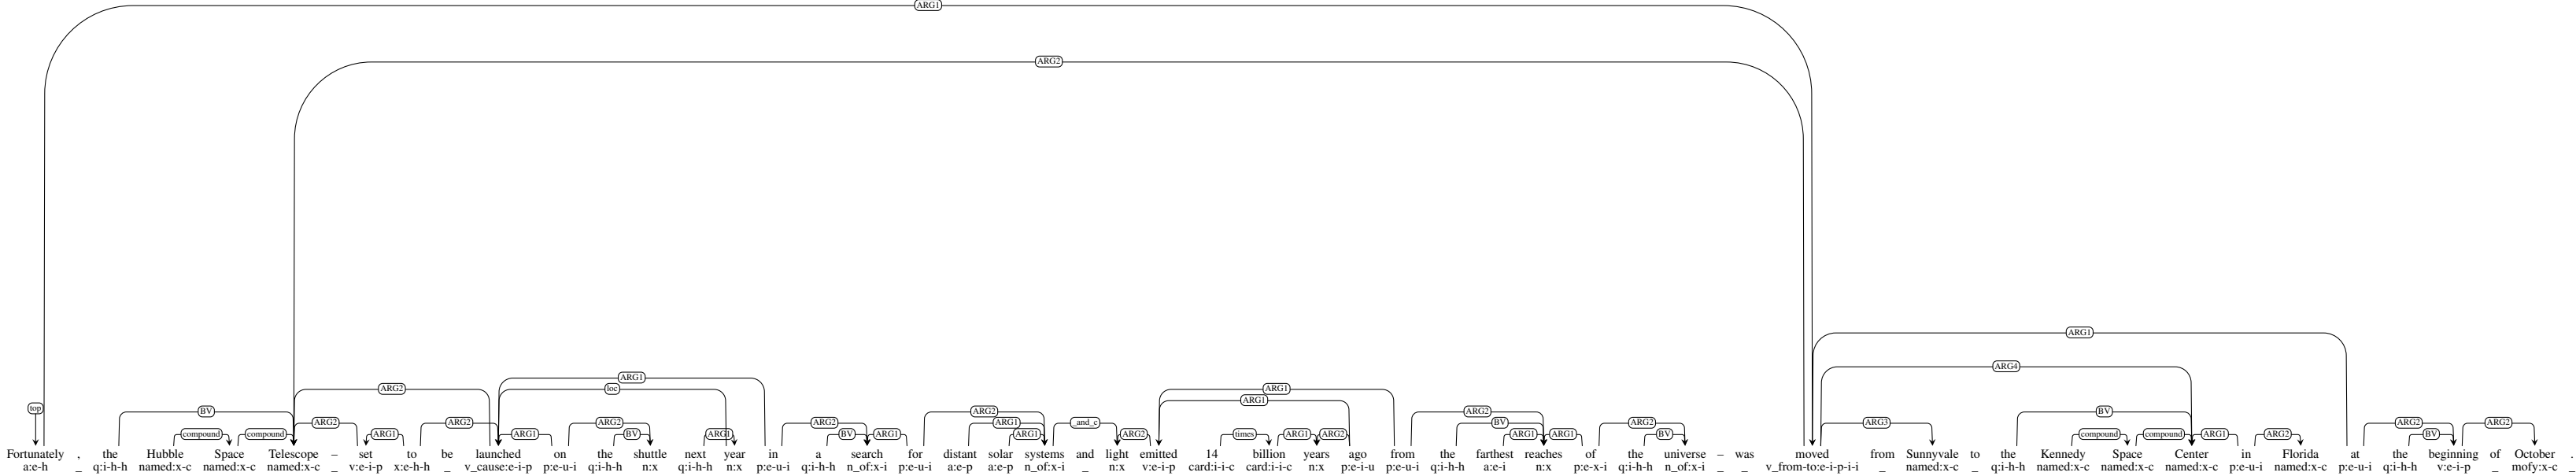 ARG1
ARG2
ARG1
ARG4
ARG1
ARG2 loc ARG1
ARG1
top BV ARG2 ARG2 BV
ARG2 ARG2 ARG2 ARG2 ARG1 _and_c BV ARG2 ARG3 ARG2 ARG2
compound compound ARG1 ARG1 BV ARG1 BV ARG1 ARG1 ARG2 times ARG1 ARG2 ARG1 ARG1 BV compound compound ARG1 ARG2 BV
Fortunately , the Hubble Space Telescope – set to be launched on the shuttle next year in a search for distant solar systems and light emitted 14 billion years ago from the farthest reaches of the universe – was moved from Sunnyvale to the Kennedy Space Center in Florida at the beginning of October .
a:e-h _ q:i-h-h named:x-c named:x-c named:x-c _ v:e-i-p x:e-h-h _ v_cause:e-i-p p:e-u-i q:i-h-h n:x q:i-h-h n:x p:e-u-i q:i-h-h n_of:x-i p:e-u-i a:e-p a:e-p n_of:x-i _ n:x v:e-i-p card:i-i-c card:i-i-c n:x p:e-i-u p:e-u-i q:i-h-h a:e-i n:x p:e-x-i q:i-h-h n_of:x-i _ _ v_from-to:e-i-p-i-i _ named:x-c _ q:i-h-h named:x-c named:x-c named:x-c p:e-u-i named:x-c p:e-u-i q:i-h-h v:e-i-p _ mofy:x-c _